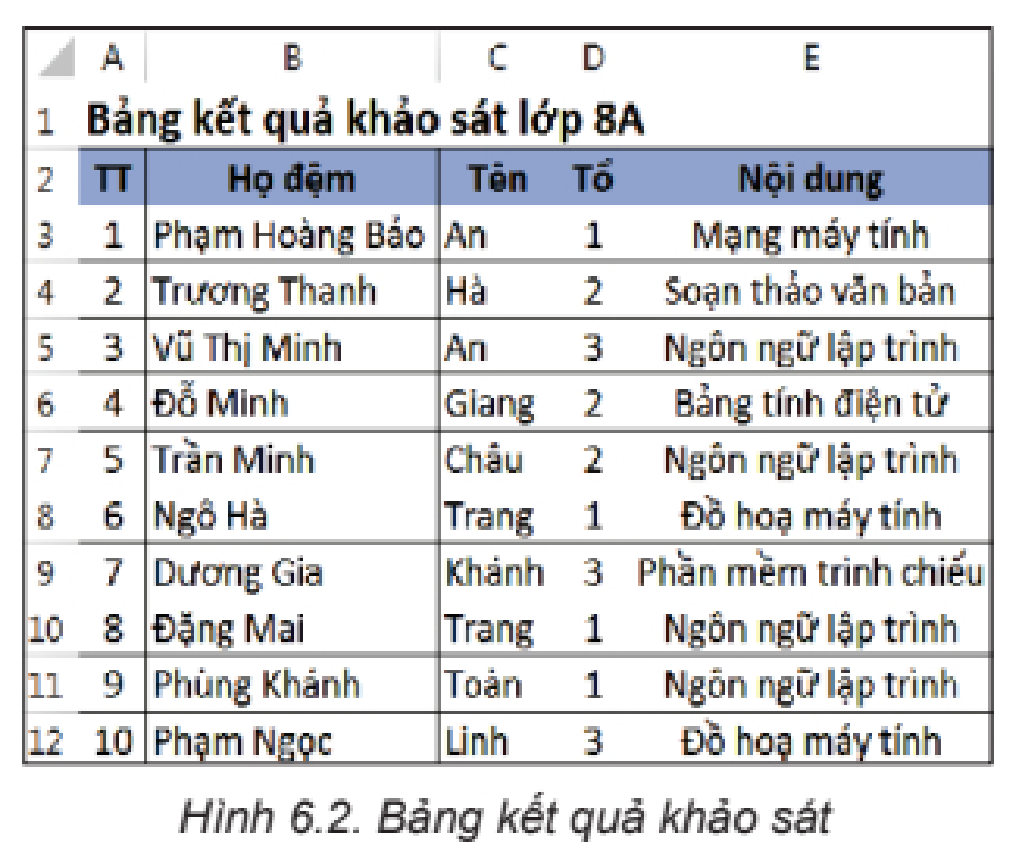 A B C D E
1 Bảng kết quả khảo sát lớp 8A
2 TT Họ đệm Tên Tổ Nội dung
3 1 Phạm Hoàng Bảo An 1 Mạng máy tính
4 2 Trương Thanh Hà 2 Soạn thảo văn bản
5 3 Vũ Thị Minh An 3 Ngôn ngữ lập trình
6 4 Đỗ Minh Giang 2 Bảng tính điện tử
7 5 Trần Minh Châu 2 Ngôn ngữ lập trình
8 6 Ngô Hà Trang 1 Đồ hoạ máy tính
9 7 Dương Gia Khánh 3 Phần mềm trình chiếu
10 8 Đặng Mai Trang 1 Ngôn ngữ lập trình
11 9 Phùng Khánh Toàn 1 Ngôn ngữ lập trình
12 10 Phạm Ngọc Linh 3 Đồ hoạ máy tính
Hình 6.2. Bảng kết quả khảo sát